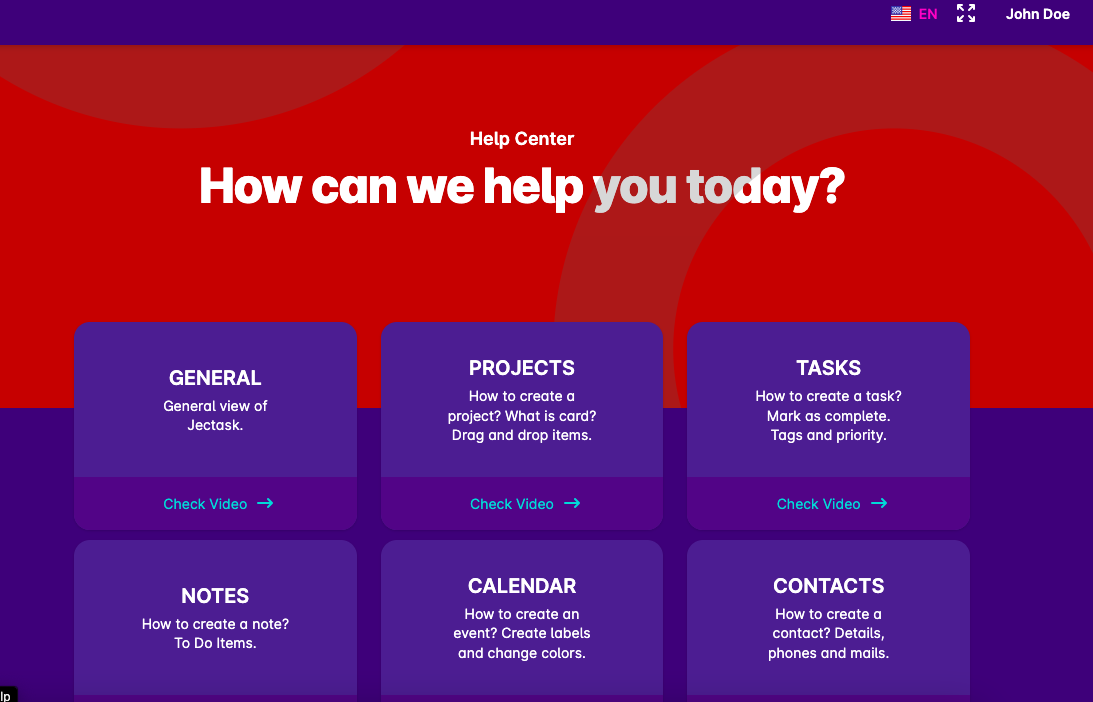 EN
John Doe
Help Center
How can we help you today?
GENERAL
General view of
Jectask.
Check Video
PROJECTS
How to create a
project? What is card?
Drag and drop items.
Check Video
TASKS
How to create a task?
Mark as complete.
Tags and priority.
Check Video
NOTES
How to create a note?
To Do Items.
CALENDAR
How to create an
event? Create labels
and change colors.
CONTACTS
How to create a
contact? Details,
phones and mails.
lp